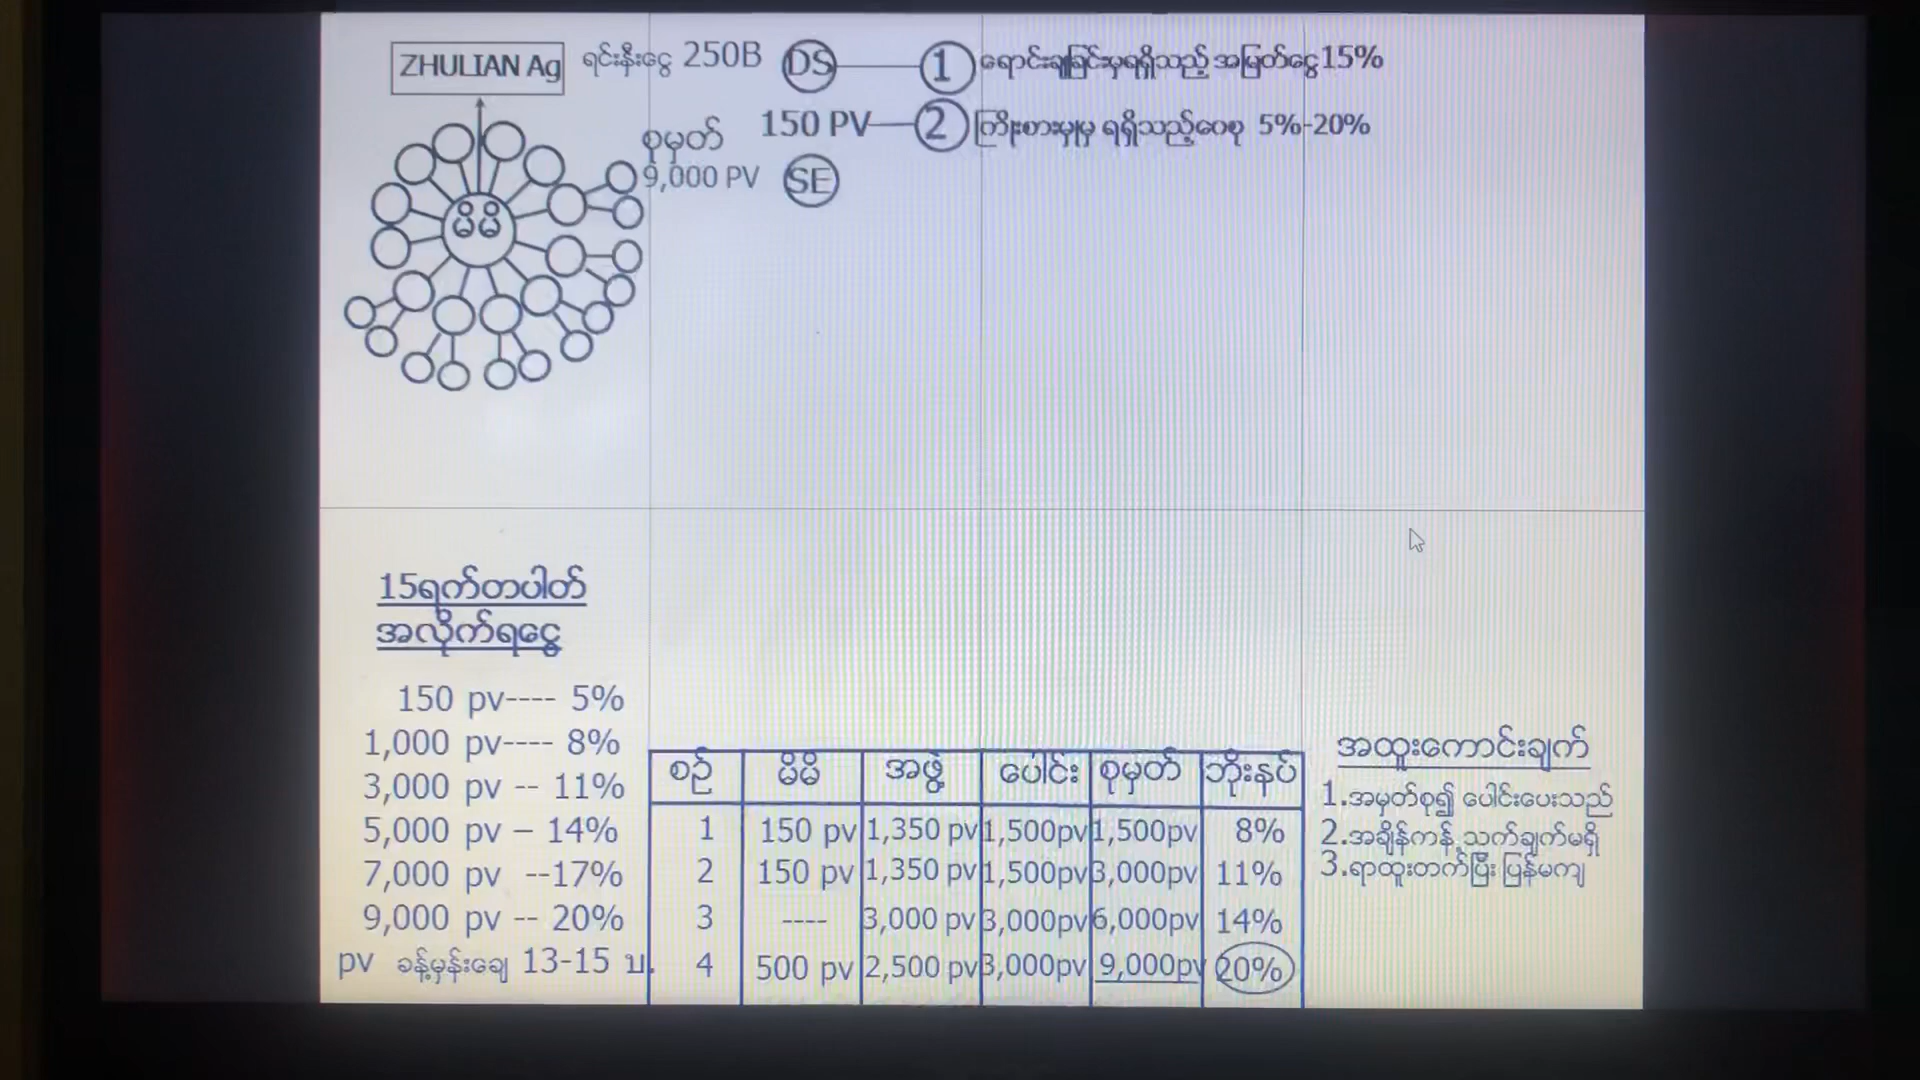 ZHULIAN Ag ရင်းနှီးငွေ 250B DS 1 ရောင်းချခြင်းမှရရှိသည့် အမြတ်ငွေ 15%
စုမှတ် 150 PV 2 ကြိုးစားမှုမှ ရရှိသည့်ဝေစု 5%-20%
9,000 PV SE
မိမိ
15ရက်တပါတ်
အလိုက်ရငွေ
150 pv---- 5%
1,000 pv---- 8%
3,000 pv -- 11%
5,000 pv – 14%
7,000 pv --17%
9,000 pv -- 20%
pv ခန့်မှန်းချေ 13-15 บ.
စဉ် မိမိ အဖွဲ့ ပေါင်း စုမှတ် ဘိုးနပ်
1 150 pv 1,350 pv 1,500pv 1,500pv 8%
2 150 pv 1,350 pv 1,500pv 3,000pv 11%
3 ---- 3,000 pv 3,000pv 6,000pv 14%
4 500 pv 2,500 pv 3,000pv 9,000pv 20%
အထူးကောင်းချက်
1.အမှတ်စု၍ ပေါင်းပေးသည်
2.အချိန်ကန့်သက်ချက်မရှိ
3.ရာထူးတက်ပြီး ပြန်မကျ